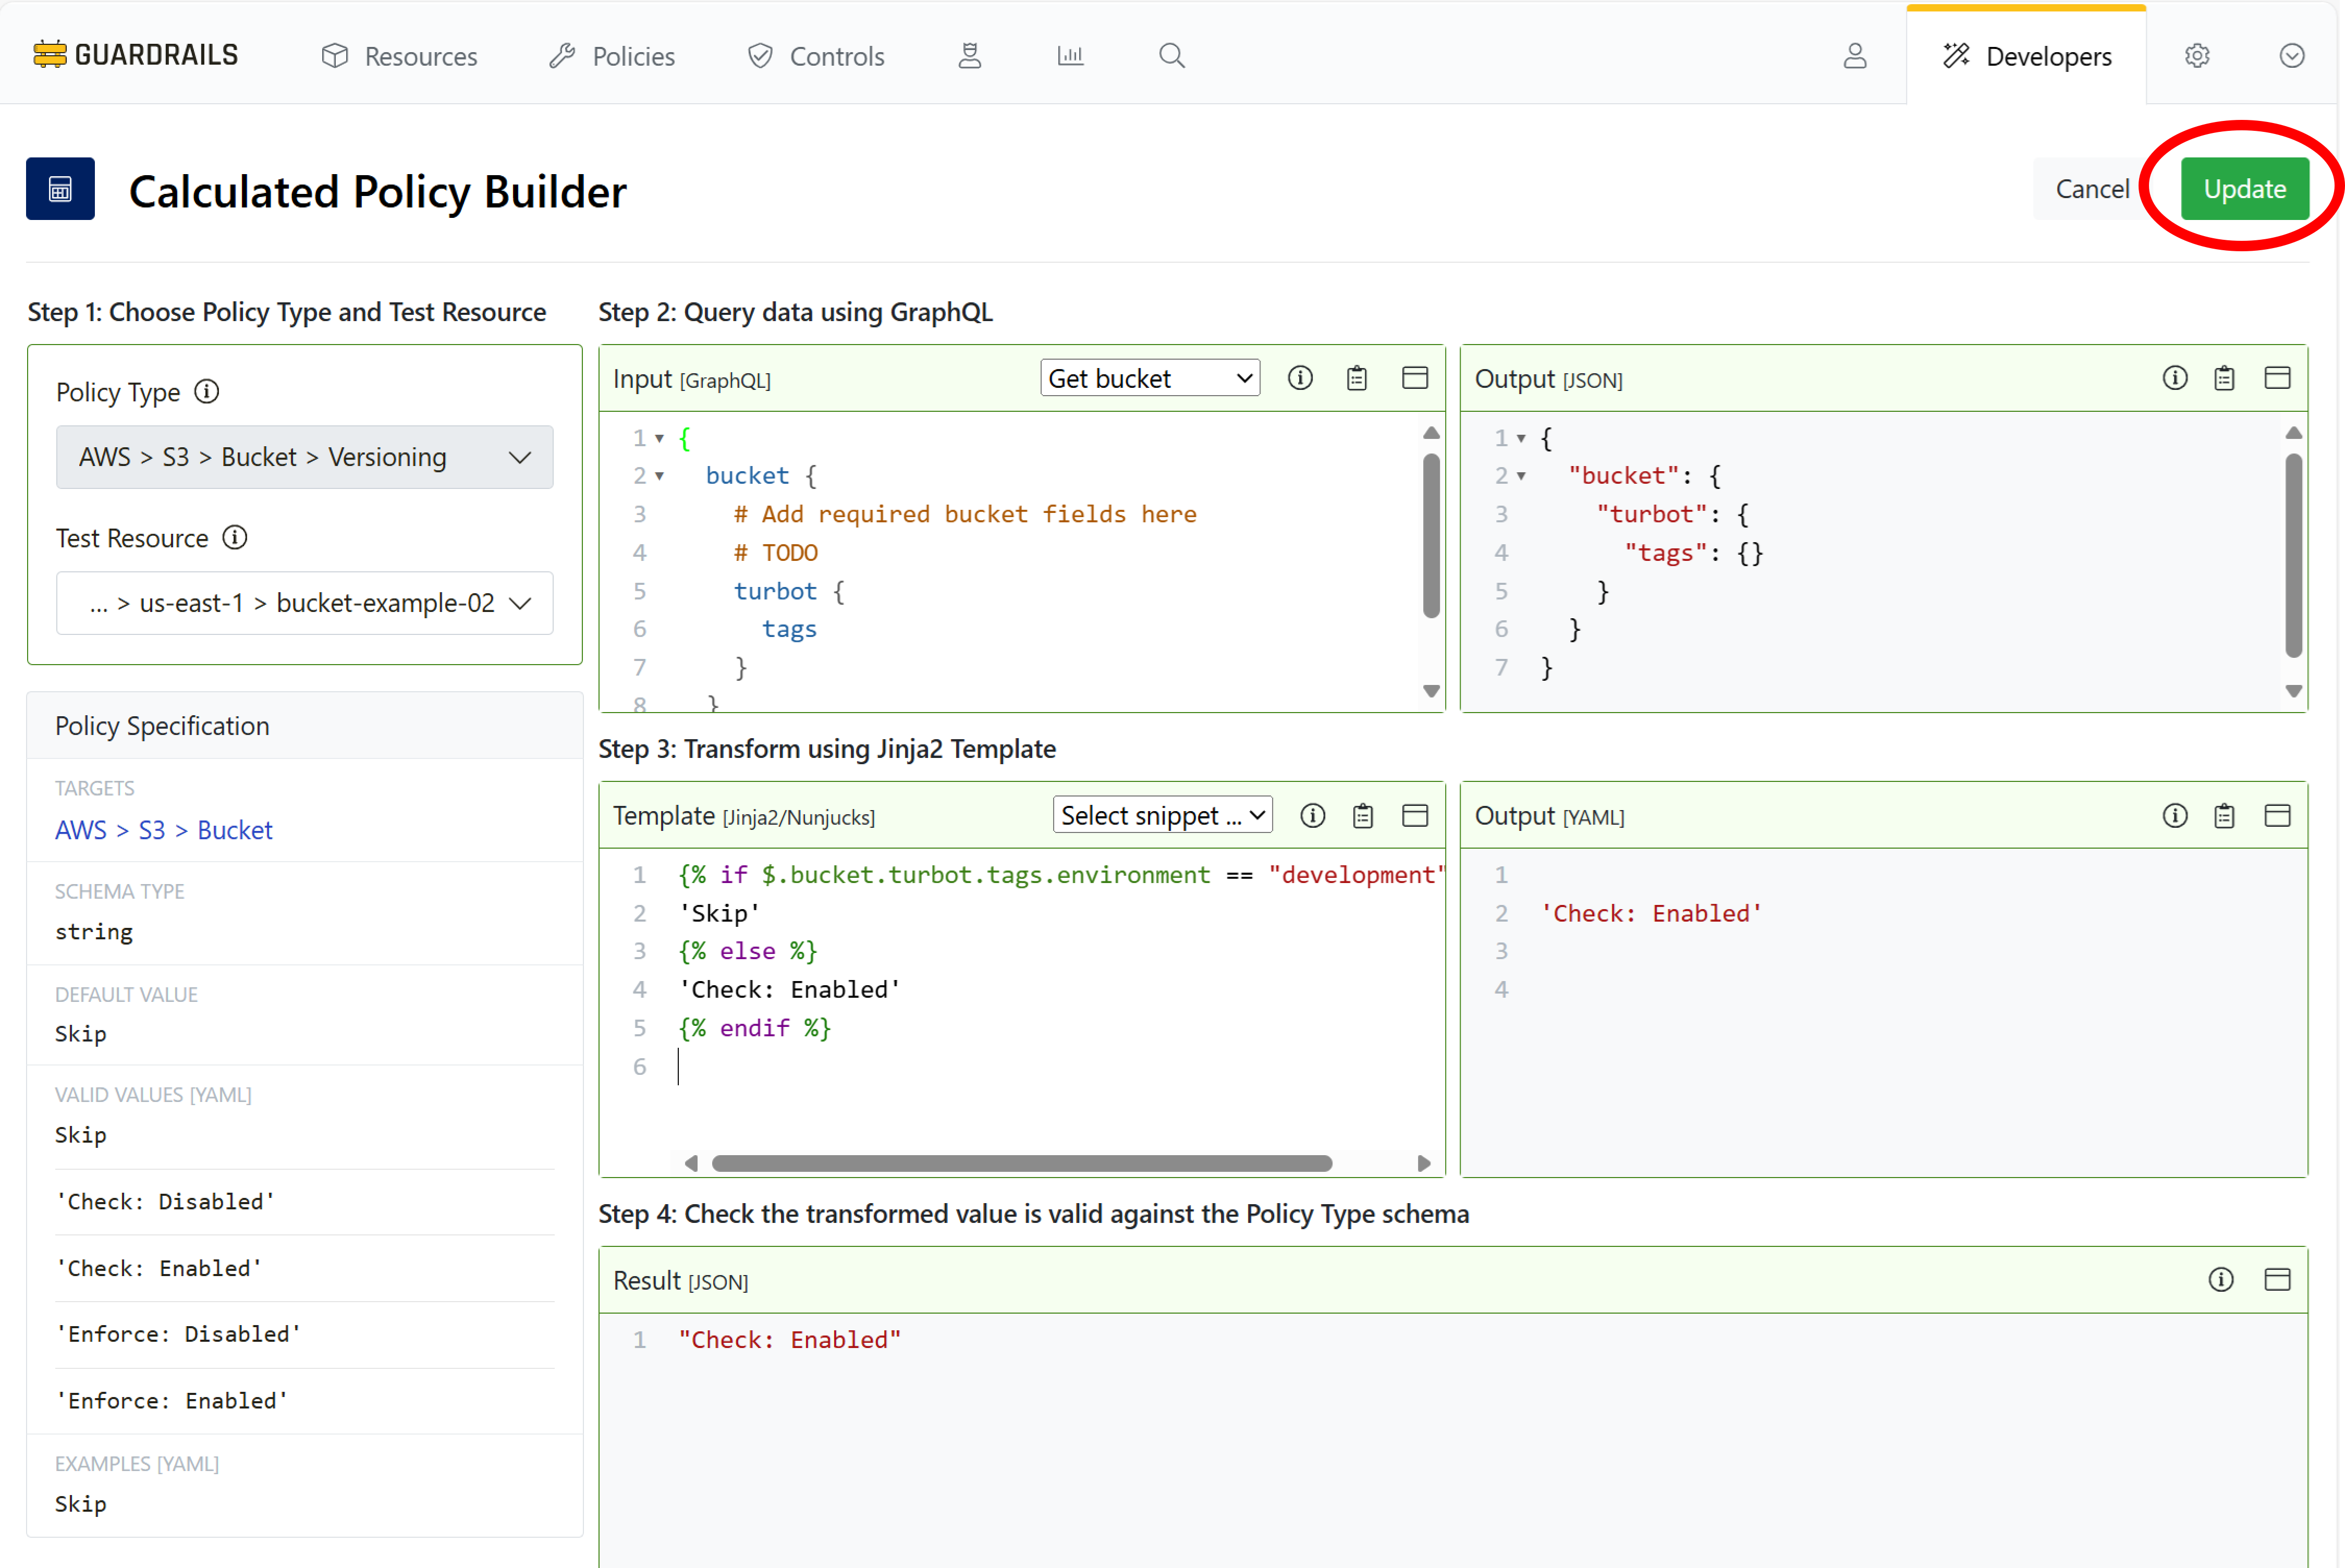 GUARDRAILS Resources Policies Controls Developers
Calculated Policy Builder
Cancel Update
Step 1: Choose Policy Type and Test Resource
Policy Type
AWS > S3 > Bucket > Versioning
Test Resource
... > us-east-1 > bucket-example-02
Policy Specification
TARGETS
AWS > S3 > Bucket
SCHEMA TYPE
string
DEFAULT VALUE
Skip
VALID VALUES [YAML]
Skip
'Check: Disabled'
'Check: Enabled'
'Enforce: Disabled'
'Enforce: Enabled'
EXAMPLES [YAML]
Skip
Step 2: Query data using GraphQL
Input [GraphQL] Get bucket
1 {
2 bucket {
3 # Add required bucket fields here
4 # TODO
5 turbot {
6 tags
7 }
8 }
Output [JSON]
1 {
2 "bucket": {
3 "turbot": {
4 "tags": {}
5 }
6 }
7 }
Step 3: Transform using Jinja2 Template
Template [Jinja2/Nunjucks] Select snippet ...
1 {% if $.bucket.turbot.tags.environment == "development"
2 'Skip'
3 {% else %}
4 'Check: Enabled'
5 {% endif %}
6
Output [YAML]
1
2 'Check: Enabled'
3
4
Step 4: Check the transformed value is valid against the Policy Type schema
Result [JSON]
1 "Check: Enabled"